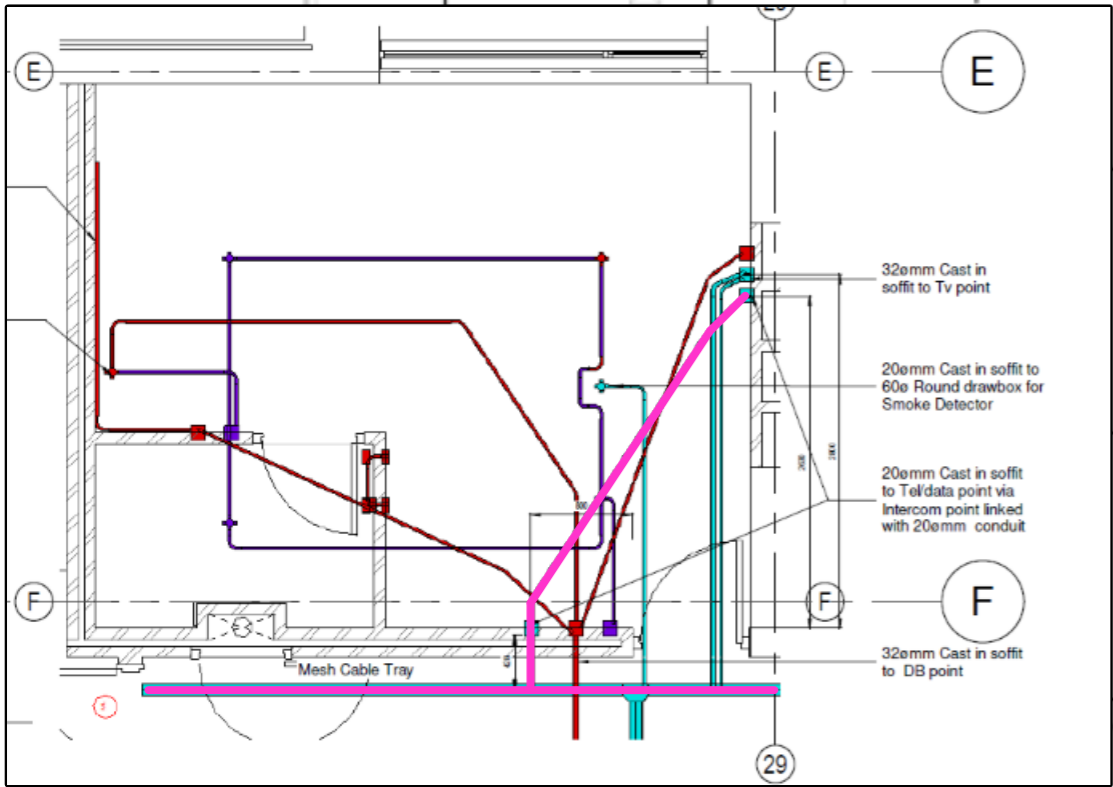 E
E
E
32ømm Cast in
soffit to Tv point
20ømm Cast in soffit to
60ø Round drawbox for
Smoke Detector
20ømm Cast in soffit
to Tel/data point via
Intercom point linked
with 20ømm conduit
F
F
F
32ømm Cast in soffit
to DB point
Mesh Cable Tray
29